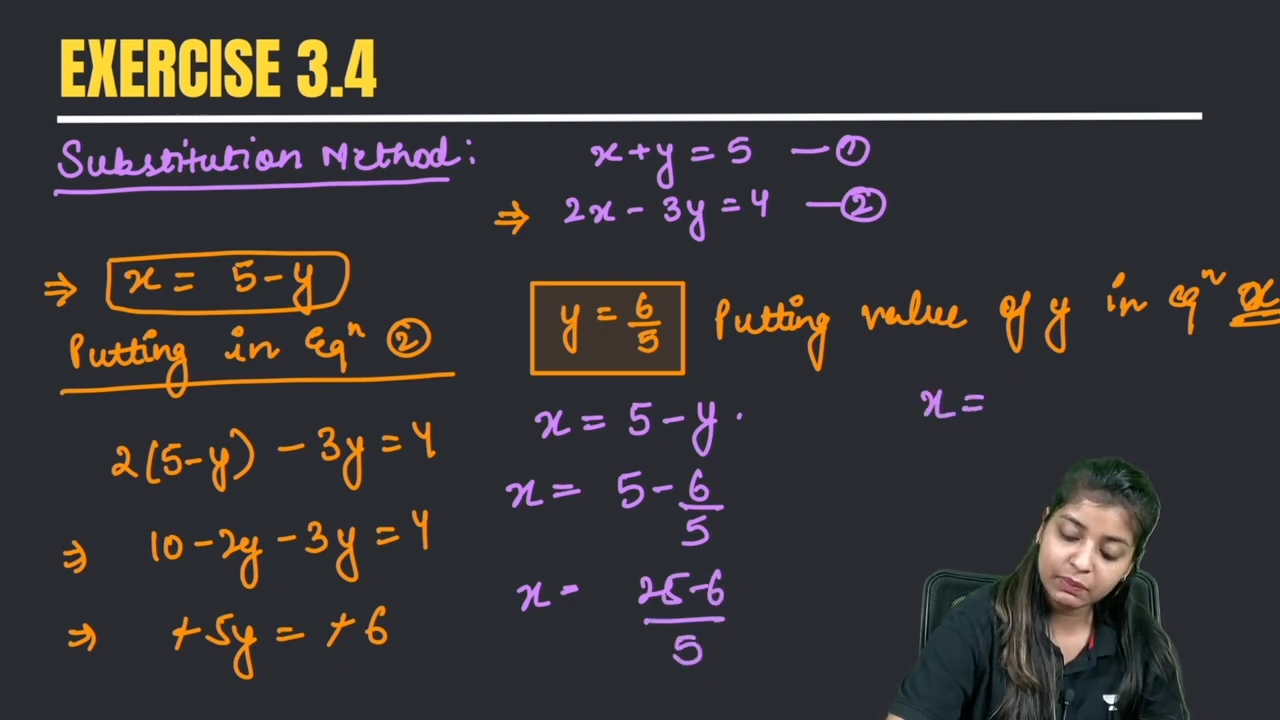 EXERCISE 3.4
Substitution Method:
x+y = 5 — ①
⇒ 2x - 3y = 4 — ②
⇒ x = 5-y
Putting in Eqⁿ ②
2(5-y) - 3y = 4
⇒ 10 - 2y - 3y = 4
⇒ +5y = +6
y = 6/5 Putting value of y in eqⁿ x
x = 5 - y.
x = 5 - 6/5
x = 25-6/5
x =